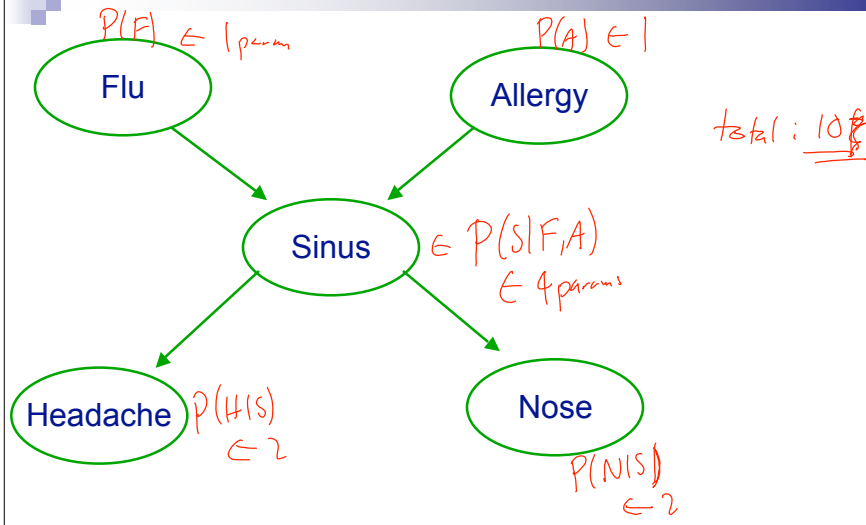 P(F) ∈ 1 param
P(A) ∈ 1
Flu
Allergy
total : 10
Sinus
∈ P(S|F,A)
∈ 4 params
Headache
P(H|S)
← 2
Nose
P(N|S)
← 2